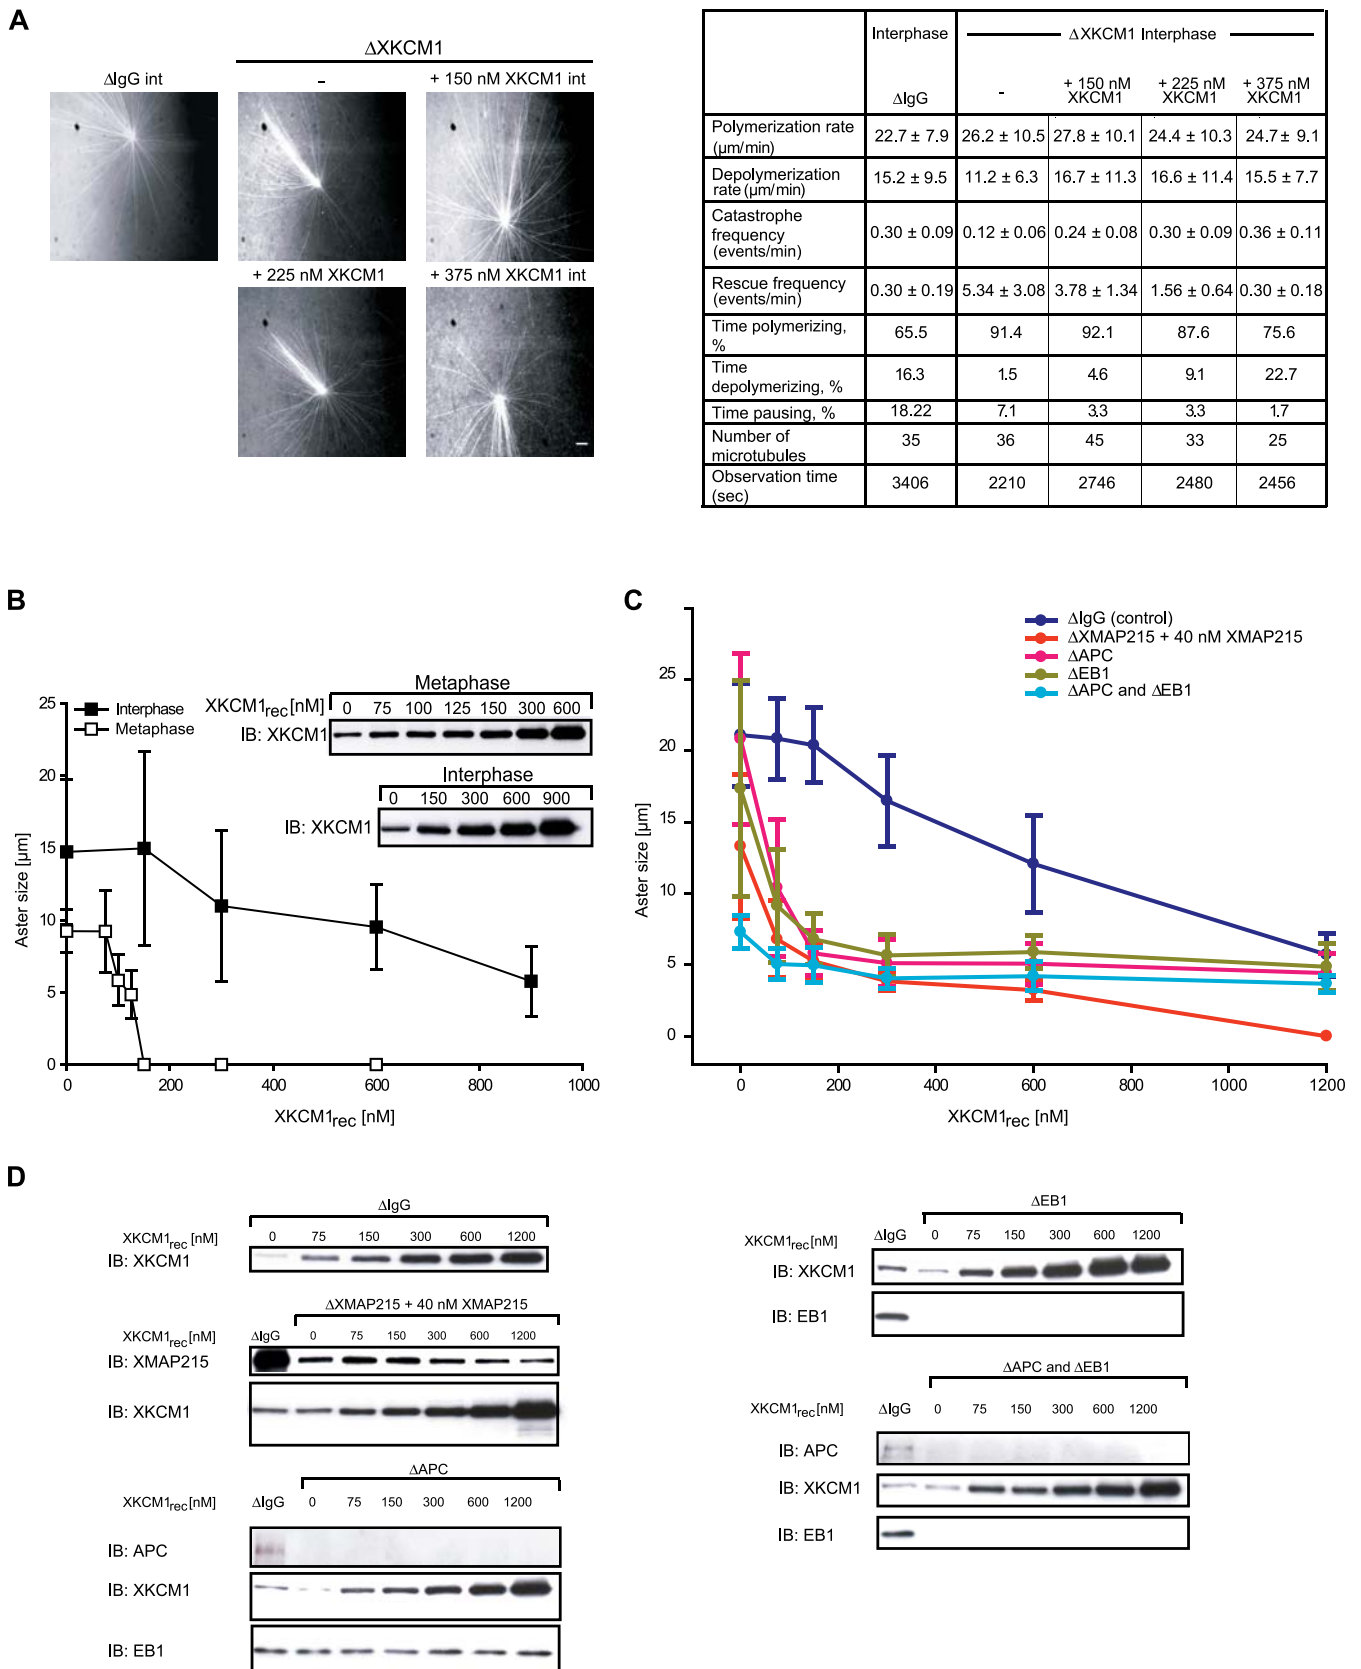 A
ΔXKCM1
ΔIgG int
-
+ 150 nM XKCM1 int
+ 225 nM XKCM1
+ 375 nM XKCM1 int
Interphase
ΔXKCM1 Interphase
ΔIgG
-
+ 150 nM XKCM1
+ 225 nM XKCM1
+ 375 nM XKCM1
Polymerization rate (µm/min) 22.7 ± 7.9 26.2 ± 10.5 27.8 ± 10.1 24.4 ± 10.3 24.7± 9.1
Depolymerization rate (µm/min) 15.2 ± 9.5 11.2 ± 6.3 16.7 ± 11.3 16.6 ± 11.4 15.5 ± 7.7
Catastrophe frequency (events/min) 0.30 ± 0.09 0.12 ± 0.06 0.24 ± 0.08 0.30 ± 0.09 0.36 ± 0.11
Rescue frequency (events/min) 0.30 ± 0.19 5.34 ± 3.08 3.78 ± 1.34 1.56 ± 0.64 0.30 ± 0.18
Time polymerizing, % 65.5 91.4 92.1 87.6 75.6
Time depolymerizing, % 16.3 1.5 4.6 9.1 22.7
Time pausing, % 18.22 7.1 3.3 3.3 1.7
Number of microtubules 35 36 45 33 25
Observation time (sec) 3406 2210 2746 2480 2456
B
25
20
15
10
5
0
Aster size [µm]
Interphase
Metaphase
Metaphase
XKCM1rec[nM] 0 75 100 125 150 300 600
IB: XKCM1
Interphase
0 150 300 600 900
IB: XKCM1
0 200 400 600 800 1000
XKCM1rec [nM]
C
ΔIgG (control)
ΔXMAP215 + 40 nM XMAP215
ΔAPC
ΔEB1
ΔAPC and ΔEB1
25
20
15
10
5
0
Aster size [µm]
0 200 400 600 800 1000 1200
XKCM1rec [nM]
D
ΔIgG
XKCM1rec [nM] 0 75 150 300 600 1200
IB: XKCM1
ΔXMAP215 + 40 nM XMAP215
XKCM1rec[nM] ΔIgG 0 75 150 300 600 1200
IB: XMAP215
IB: XKCM1
ΔAPC
XKCM1rec[nM] ΔIgG 0 75 150 300 600 1200
IB: APC
IB: XKCM1
IB: EB1
ΔEB1
XKCM1rec[nM] ΔIgG 0 75 150 300 600 1200
IB: XKCM1
IB: EB1
ΔAPC and ΔEB1
XKCM1rec[nM] ΔIgG 0 75 150 300 600 1200
IB: APC
IB: XKCM1
IB: EB1